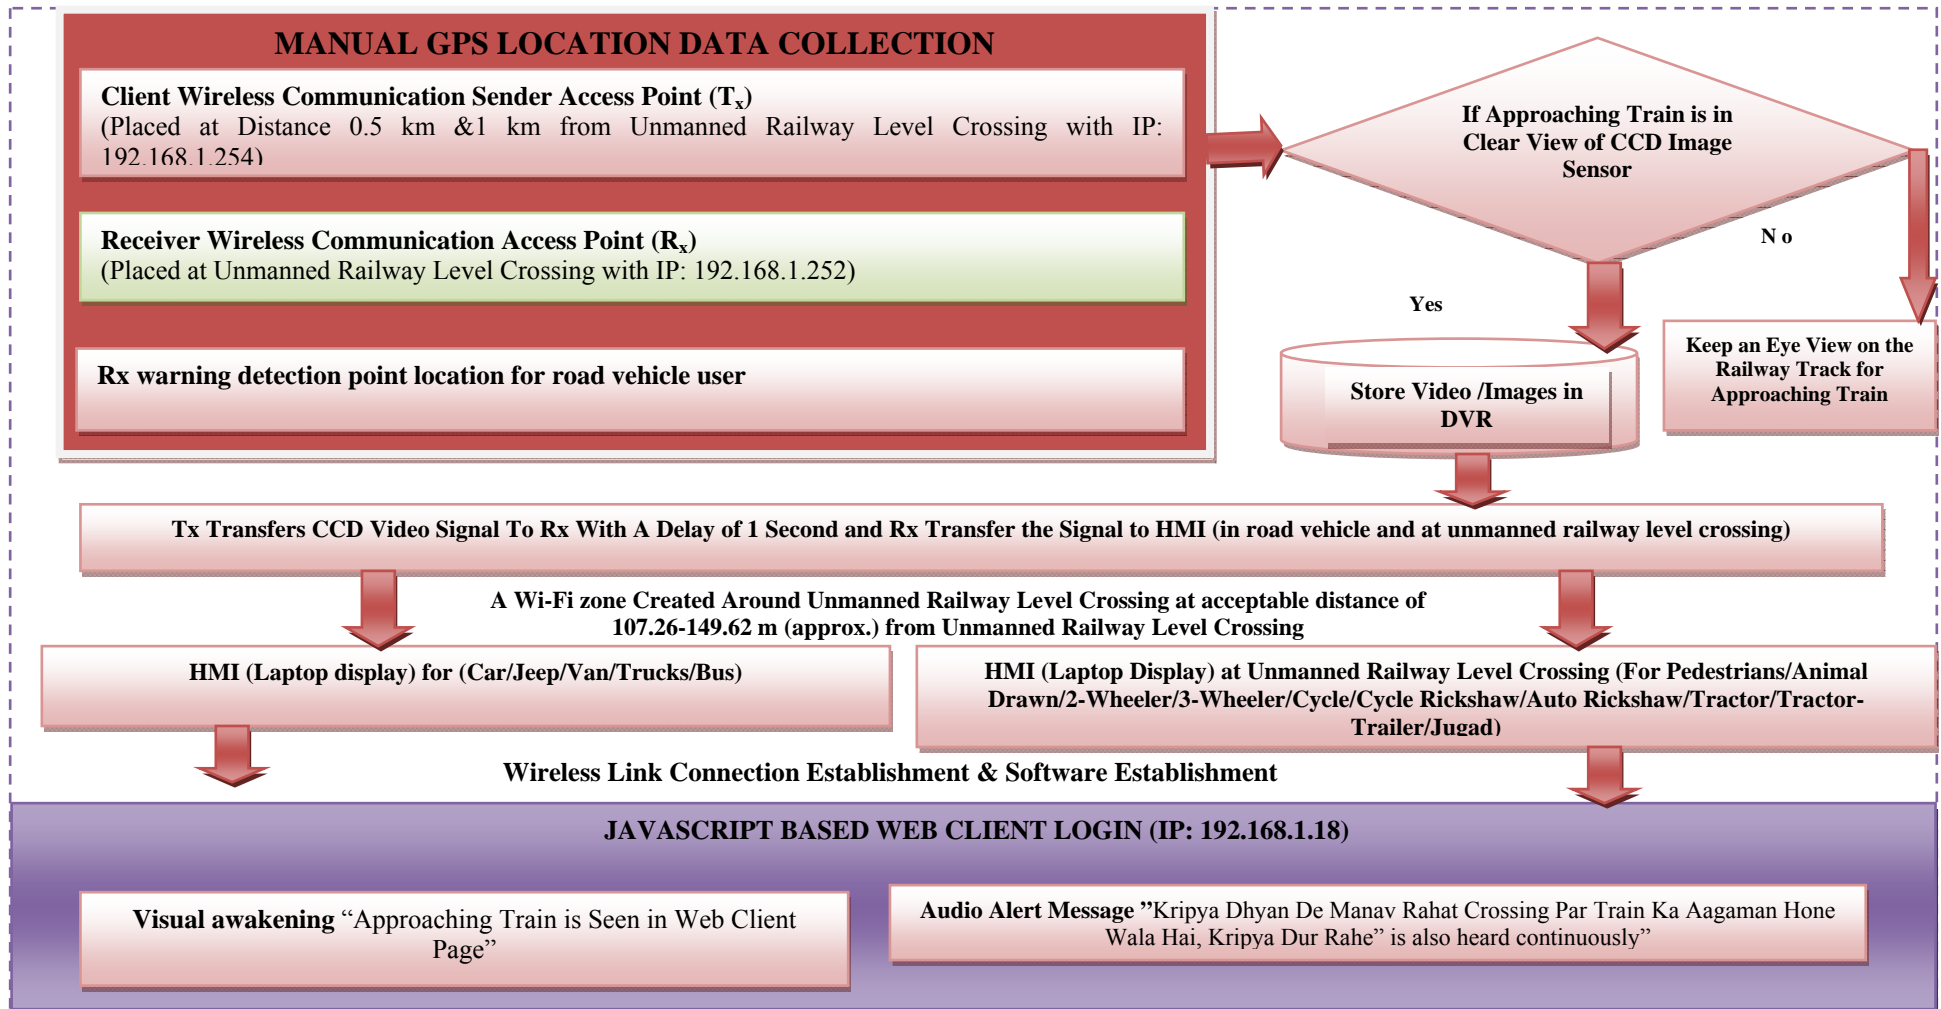 MANUAL GPS LOCATION DATA COLLECTION
Client Wireless Communication Sender Access Point (Tx)
(Placed at Distance 0.5 km &1 km from Unmanned Railway Level Crossing with IP:
192.168.1.254)
Receiver Wireless Communication Access Point (Rx)
(Placed at Unmanned Railway Level Crossing with IP: 192.168.1.252)
Rx warning detection point location for road vehicle user
If Approaching Train is in
Clear View of CCD Image
Sensor
N o
Yes
Keep an Eye View on the
Railway Track for
Approaching Train
Store Video /Images in
DVR
Tx Transfers CCD Video Signal To Rx With A Delay of 1 Second and Rx Transfer the Signal to HMI (in road vehicle and at unmanned railway level crossing)
A Wi-Fi zone Created Around Unmanned Railway Level Crossing at acceptable distance of
107.26-149.62 m (approx.) from Unmanned Railway Level Crossing
HMI (Laptop display) for (Car/Jeep/Van/Trucks/Bus)
HMI (Laptop Display) at Unmanned Railway Level Crossing (For Pedestrians/Animal
Drawn/2-Wheeler/3-Wheeler/Cycle/Cycle Rickshaw/Auto Rickshaw/Tractor/Tractor-
Trailer/Jugad)
Wireless Link Connection Establishment & Software Establishment
JAVASCRIPT BASED WEB CLIENT LOGIN (IP: 192.168.1.18)
Visual awakening “Approaching Train is Seen in Web Client
Page”
Audio Alert Message ”Kripya Dhyan De Manav Rahat Crossing Par Train Ka Aagaman Hone
Wala Hai, Kripya Dur Rahe” is also heard continuously”